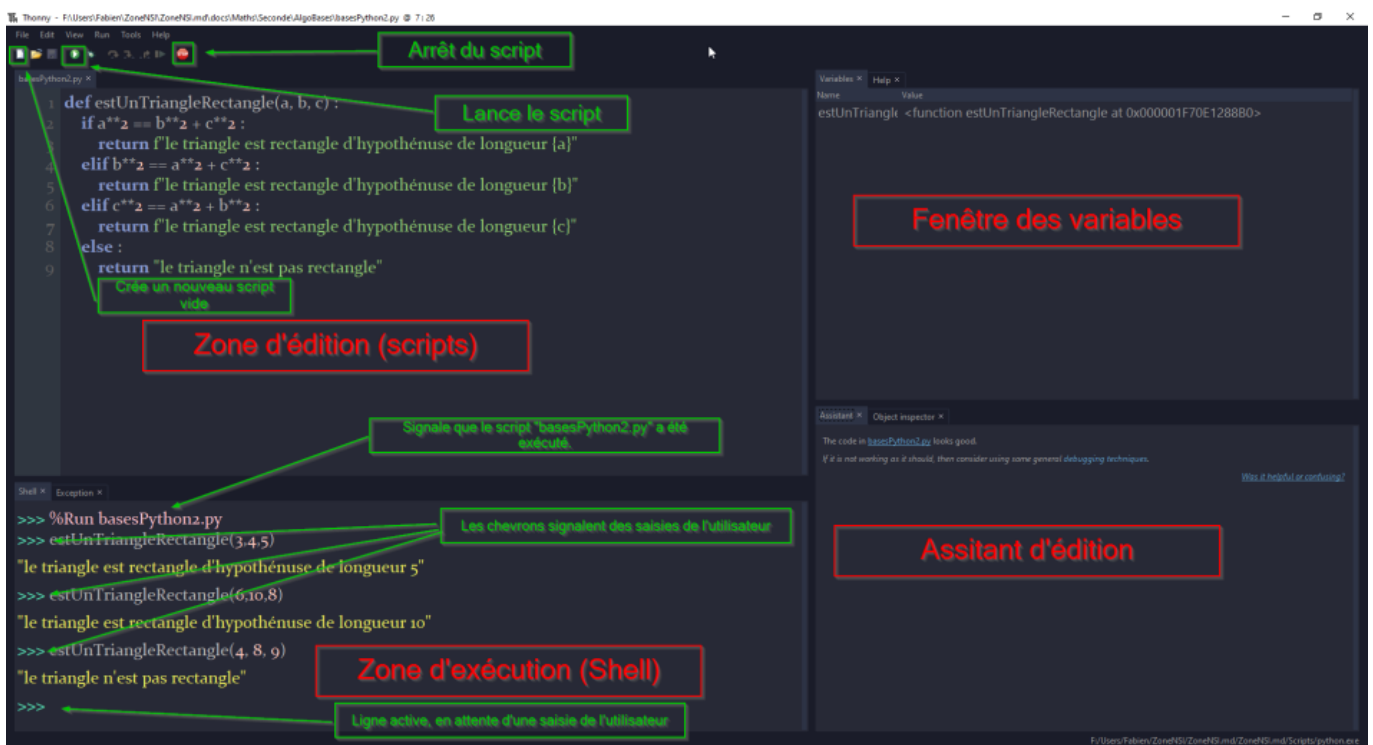 Thonny - F:\Users\Fabien\ZoneNSI\ZoneNSI.md\docs\Maths\Seconde\AlgoBases\basesPython2.py @ 7:26
File Edit View Run Tools Help
Arrêt du script
basesPython2.py ×
Lance le script
1 def estUnTriangleRectangle(a, b, c) :
2 if a**2 == b**2 + c**2 :
3 return f"le triangle est rectangle d'hypothénuse de longueur {a}"
4 elif b**2 == a**2 + c**2 :
5 return f"le triangle est rectangle d'hypothénuse de longueur {b}"
6 elif c**2 == a**2 + b**2 :
7 return f"le triangle est rectangle d'hypothénuse de longueur {c}"
8 else :
9 return "le triangle n'est pas rectangle"
Crée un nouveau script
vide
Zone d'édition (scripts)
Signale que le script "basesPython2.py" a été
exécuté.
Shell × Exception ×
>>> %Run basesPython2.py
>>> estUnTriangleRectangle(3,4,5)
Les chevrons signalent des saisies de l'utilisateur
"le triangle est rectangle d'hypothénuse de longueur 5"
>>> estUnTriangleRectangle(6,10,8)
"le triangle est rectangle d'hypothénuse de longueur 10"
>>> estUnTriangleRectangle(4, 8, 9)
"le triangle n'est pas rectangle"
Zone d'exécution (Shell)
>>>
Ligne active, en attente d'une saisie de l'utilisateur
Variables × Help ×
Name Value
estUnTriangle <function estUnTriangleRectangle at 0x000001F70E1288B0>
Fenêtre des variables
Assistant × Object inspector ×
The code in basesPython2.py looks good.
If it is not working as it should, then consider using some general debugging techniques.
Was it helpful or confusing?
Assitant d'édition
F:/Users/Fabien/ZoneNSI/ZoneNSI.md/ZoneNSI.md/Scripts/python.exe